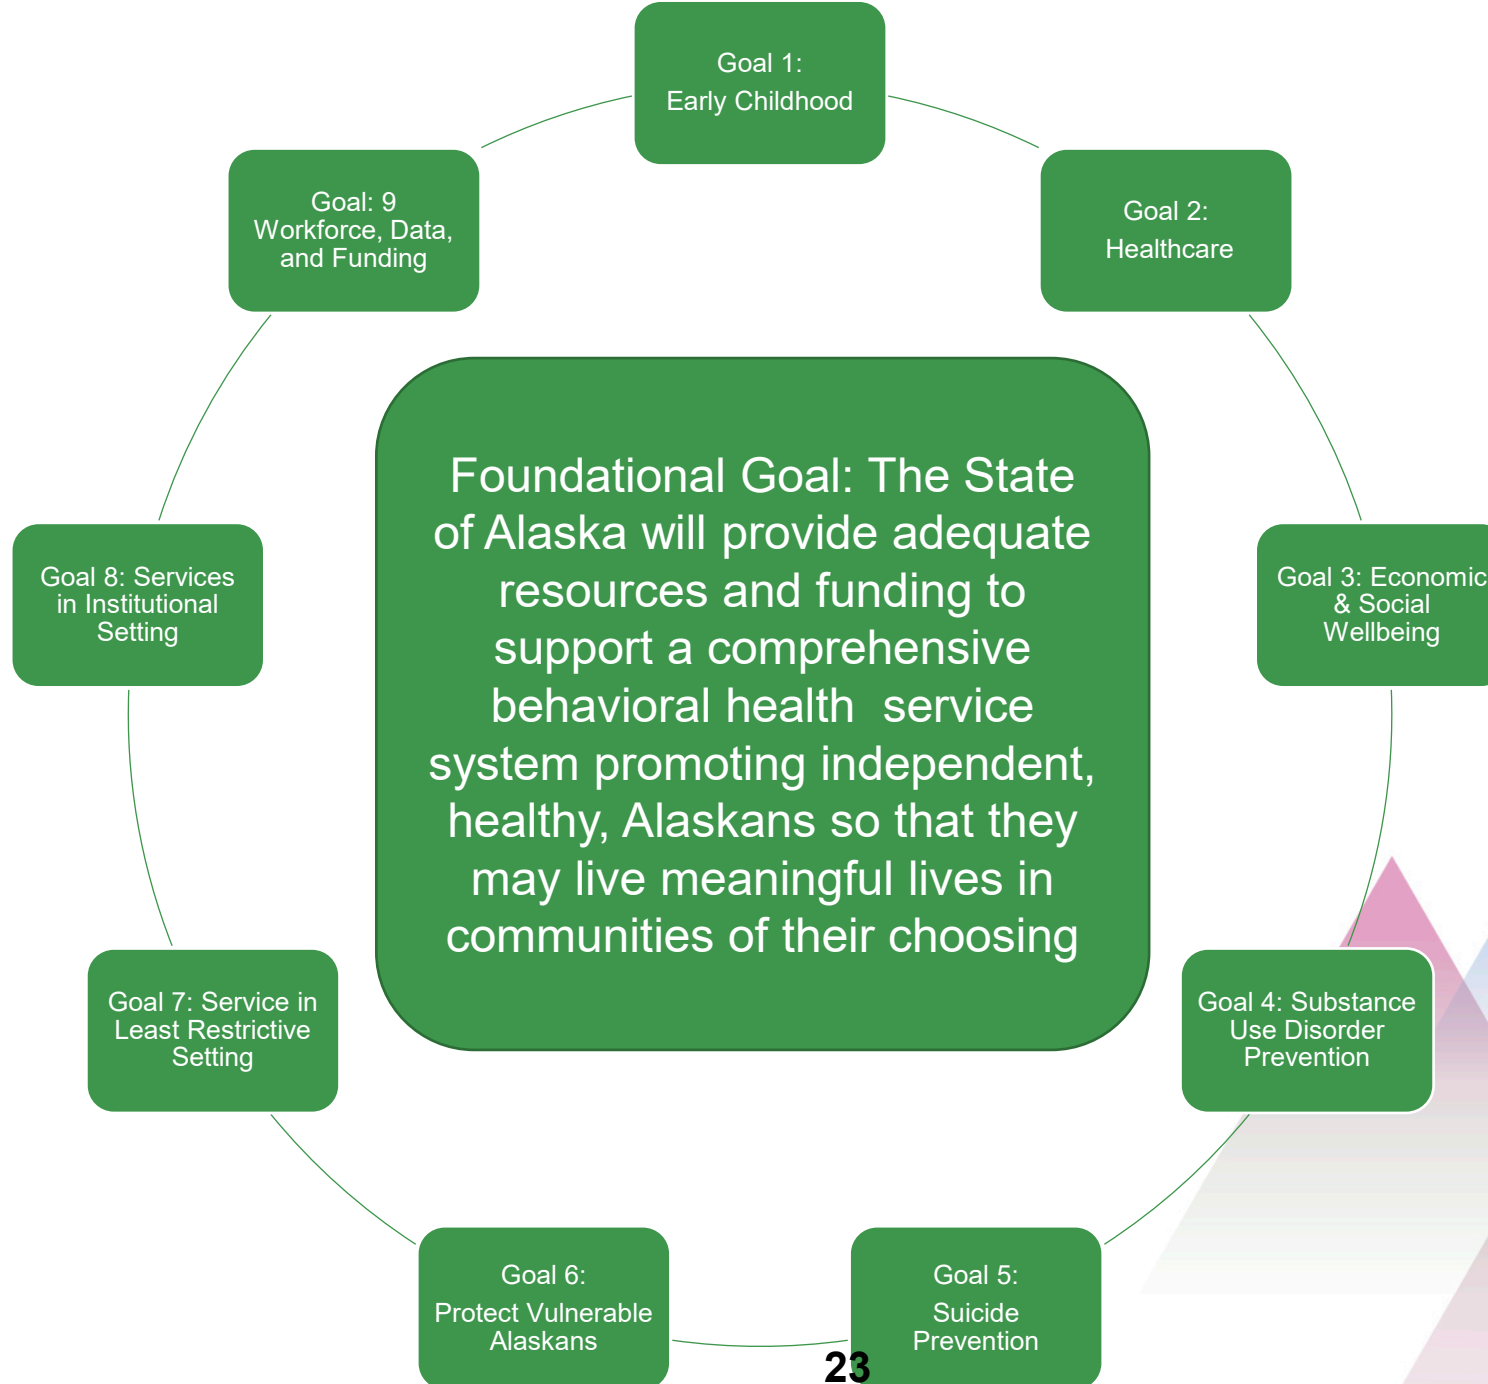 Goal 1:
Early Childhood
Goal 2:
Healthcare
Goal 3: Economic
& Social
Wellbeing
Goal 4: Substance
Use Disorder
Prevention
Goal 5:
Suicide
Prevention
Goal 6:
Protect Vulnerable
Alaskans
Goal 7: Service in
Least Restrictive
Setting
Goal 8: Services
in Institutional
Setting
Goal: 9
Workforce, Data,
and Funding
Foundational Goal: The State
of Alaska will provide adequate
resources and funding to
support a comprehensive
behavioral health  service
system promoting independent,
healthy, Alaskans so that they
may live meaningful lives in
communities of their choosing
23